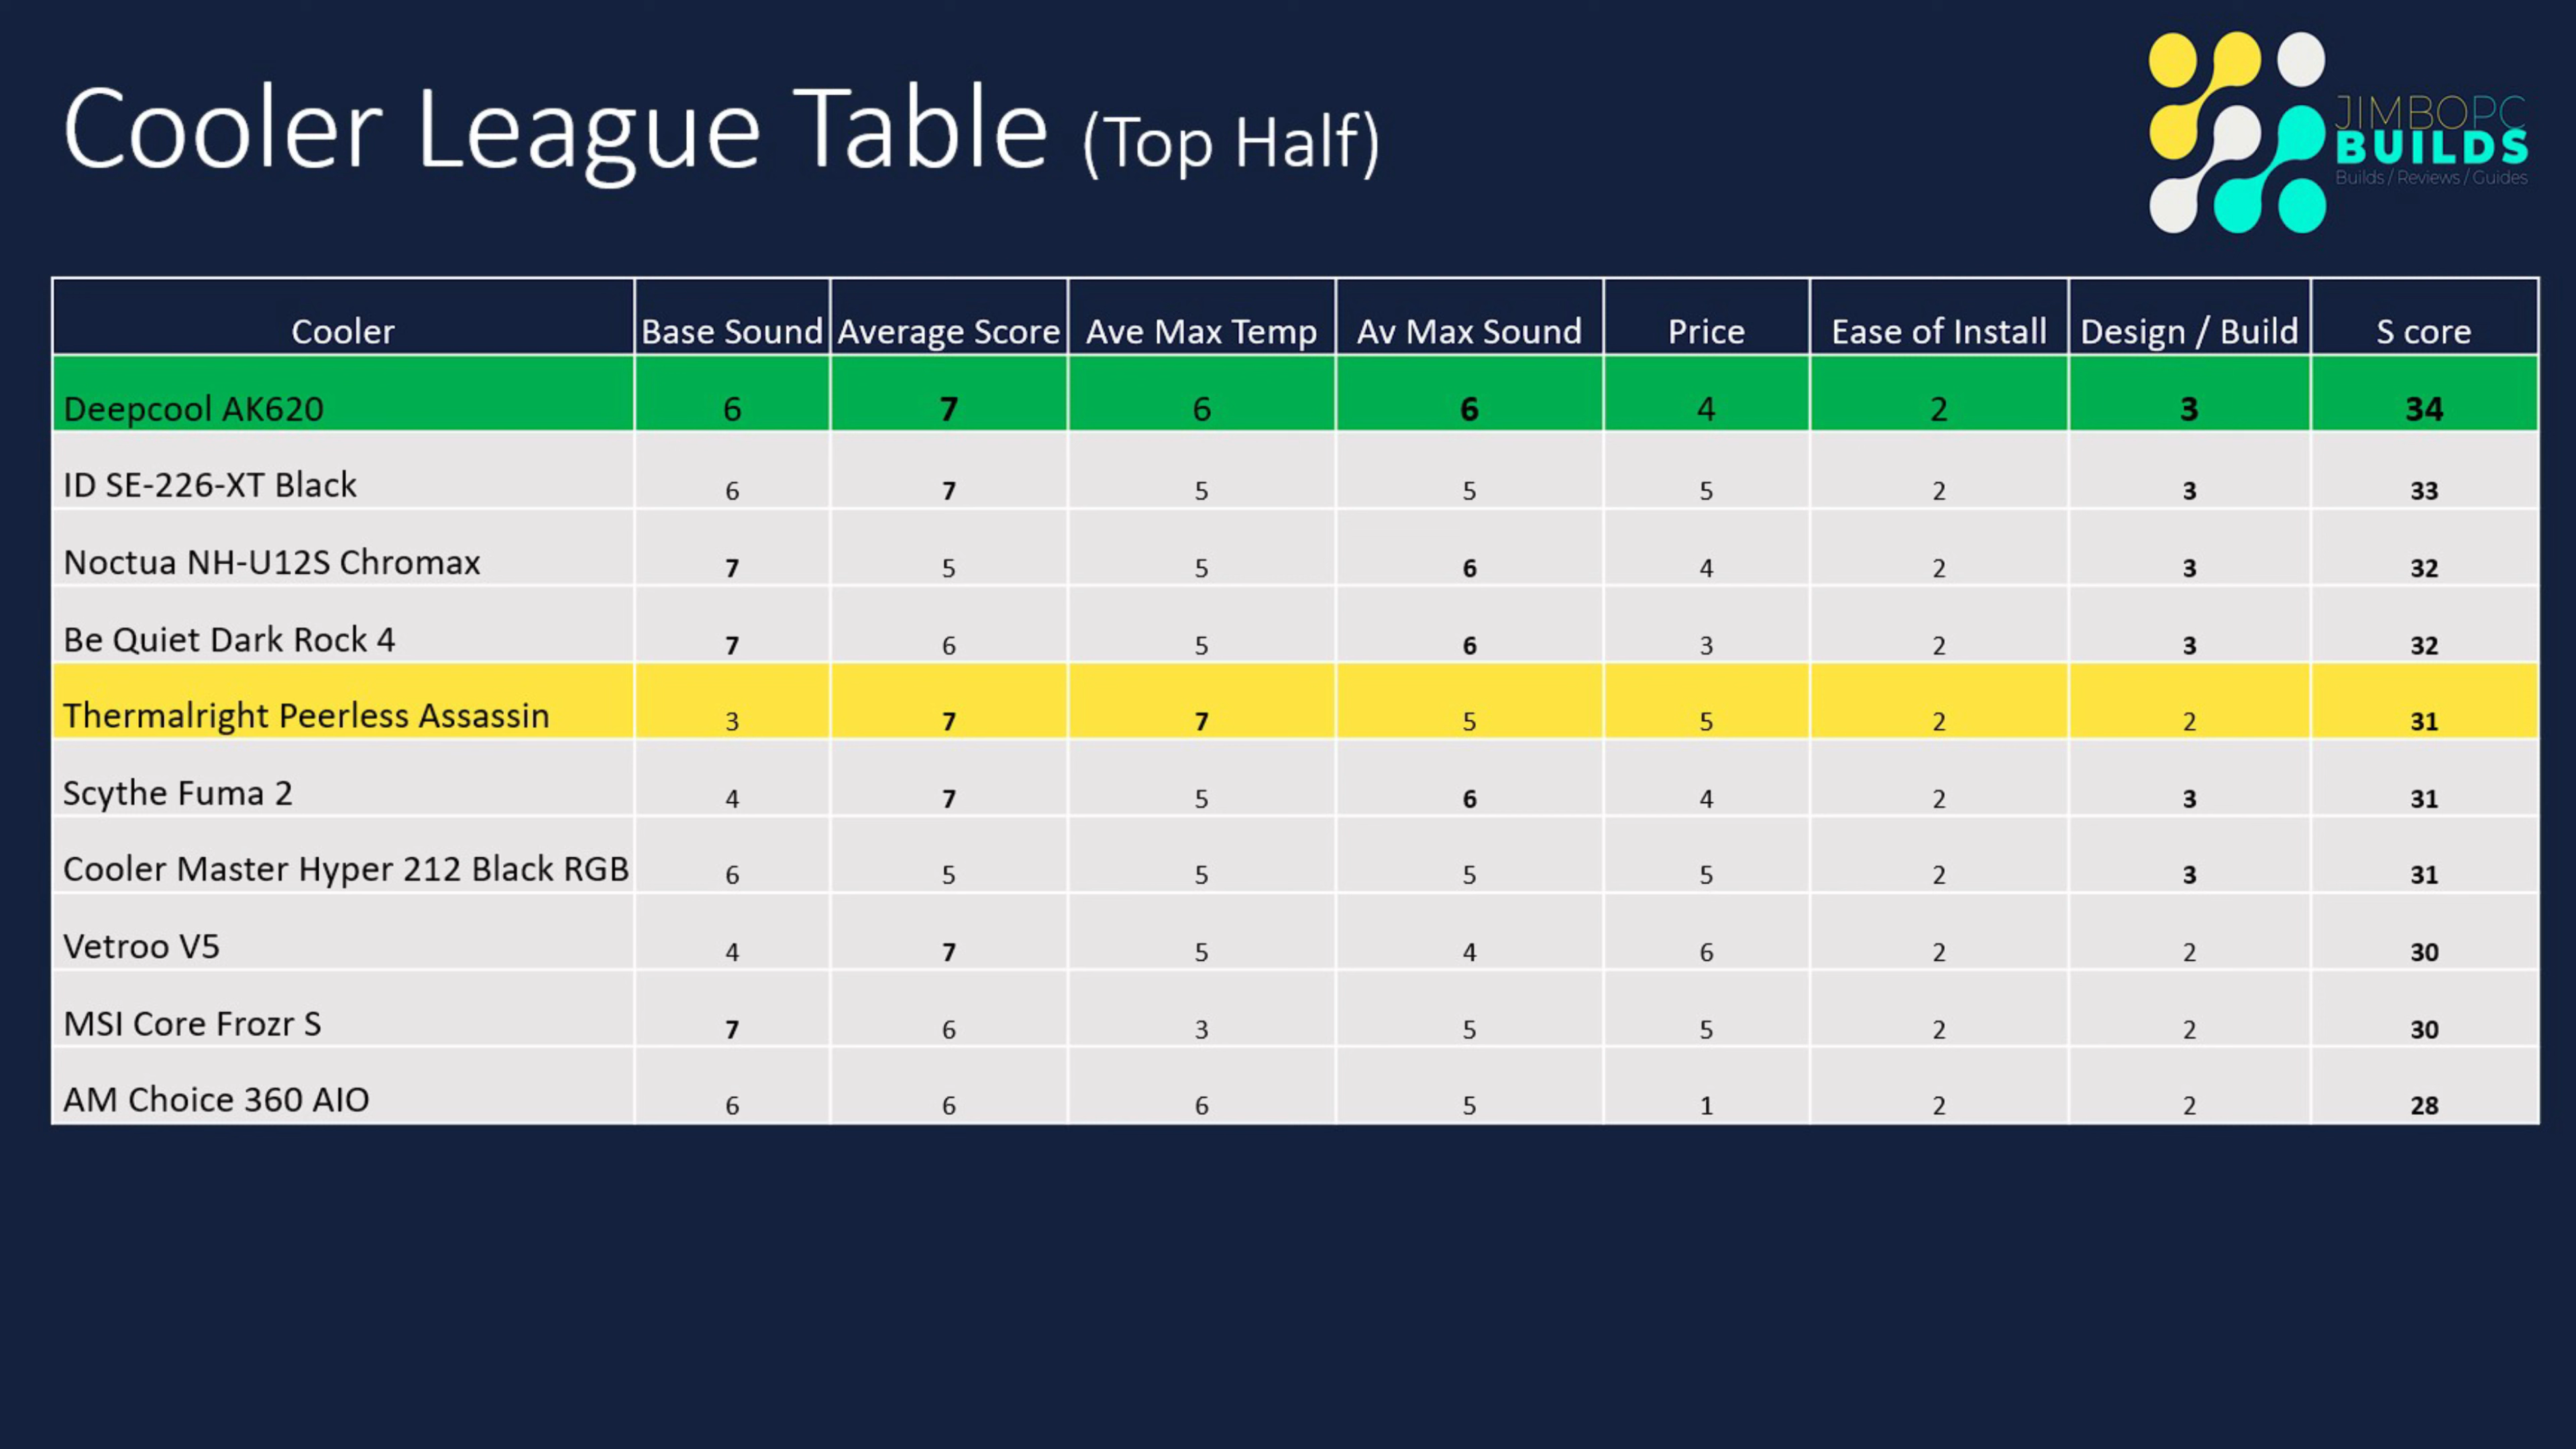 Cooler League Table (Top Half)
JIMBOPC
BUILDS
Builds / Reviews / Guides
Cooler Base Sound Average Score Ave Max Temp Av Max Sound Price Ease of Install Design / Build S core
Deepcool AK620 6 7 6 6 4 2 3 34
ID SE-226-XT Black 6 7 5 5 5 2 3 33
Noctua NH-U12S Chromax 7 5 5 6 4 2 3 32
Be Quiet Dark Rock 4 7 6 5 6 3 2 3 32
Thermalright Peerless Assassin 3 7 7 5 5 2 2 31
Scythe Fuma 2 4 7 5 6 4 2 3 31
Cooler Master Hyper 212 Black RGB 6 5 5 5 5 2 3 31
Vetroo V5 4 7 5 4 6 2 2 30
MSI Core Frozr S 7 6 3 5 5 2 2 30
AM Choice 360 AIO 6 6 6 5 1 2 2 28